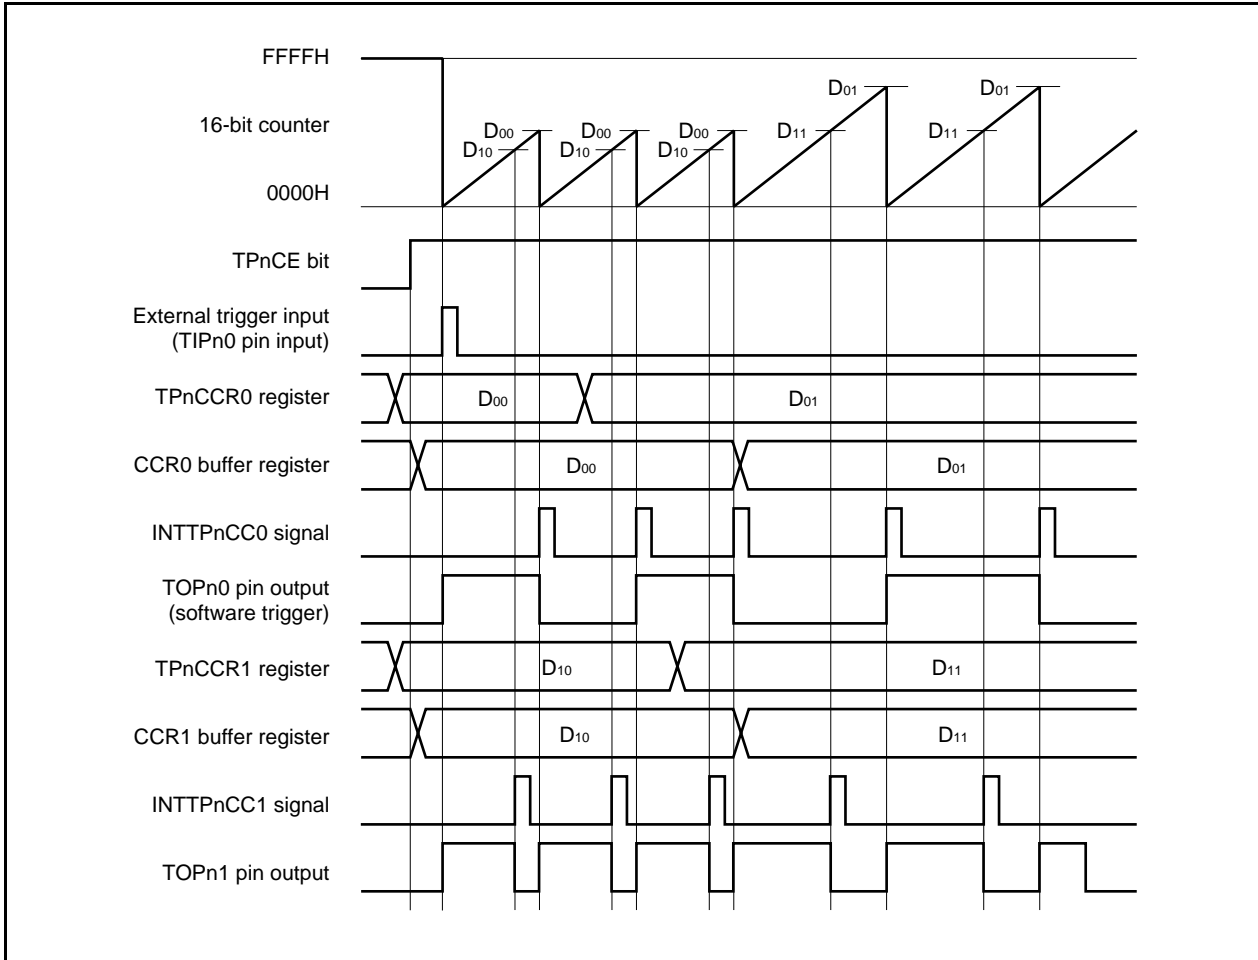 FFFFH
16-bit counter
0000H
D00
D10
D00
D10
D00
D10
D01
D11
D01
D11
TPnCE bit
External trigger input
(TIPn0 pin input)
TPnCCR0 register
D00
D01
CCR0 buffer register
D00
D01
INTTPnCC0 signal
TOPn0 pin output
(software trigger)
TPnCCR1 register
D10
D11
CCR1 buffer register
D10
D11
INTTPnCC1 signal
TOPn1 pin output